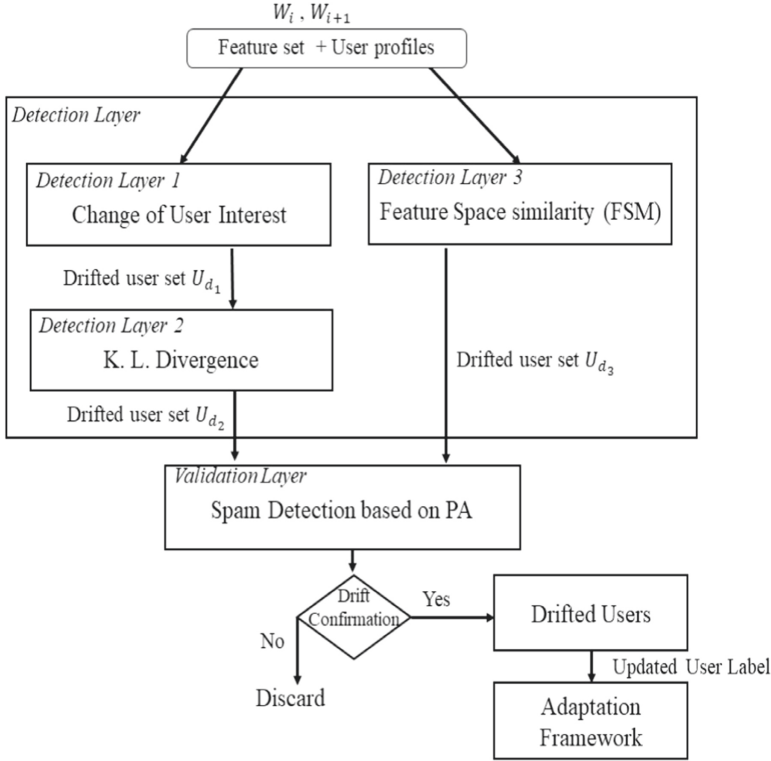 W_i , W_{i+1}
Feature set + User profiles
Detection Layer
Detection Layer 1
Change of User Interest
Detection Layer 3
Feature Space similarity (FSM)
Drifted user set U_{d_1}
Detection Layer 2
K. L. Divergence
Drifted user set U_{d_3}
Drifted user set U_{d_2}
Validation Layer
Spam Detection based on PA
Drift
Confirmation
Yes
No
Discard
Drifted Users
Updated User Label
Adaptation
Framework